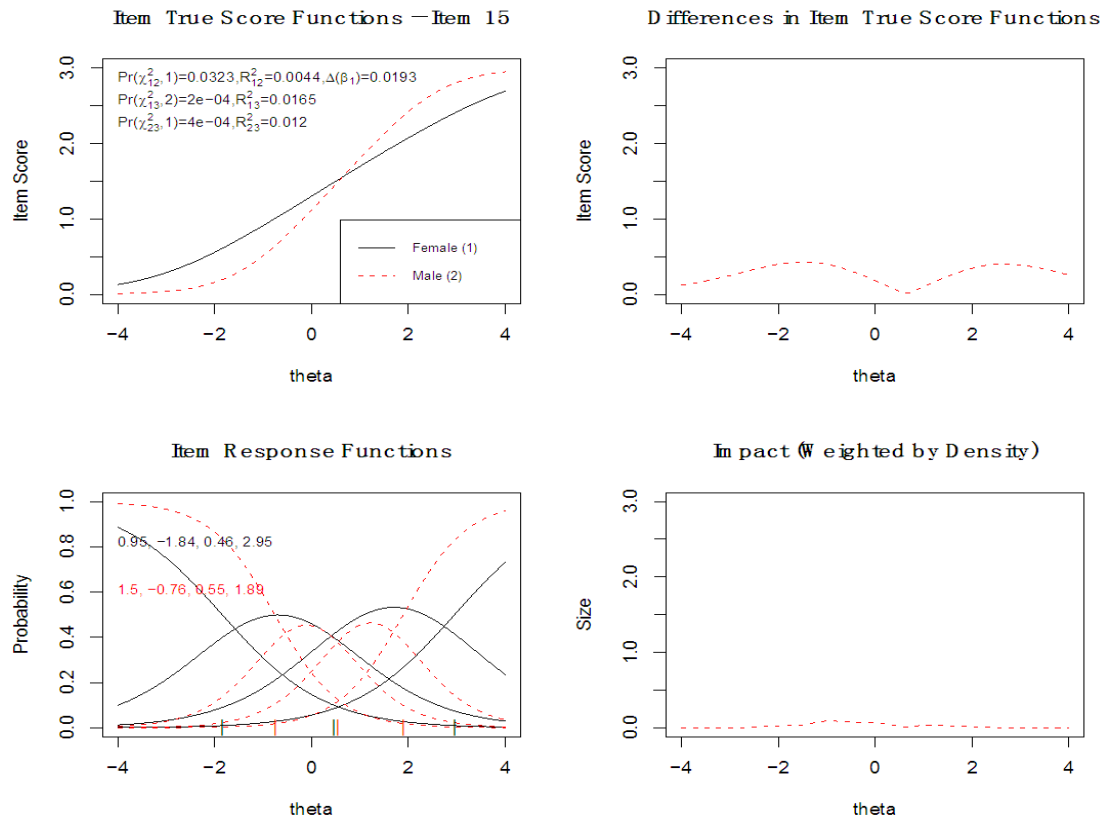 Item True Score Functions − Item 15
3.0
2.0
1.0
0.0
Item Score
Pr(χ²₁₂,1)=0.0323,R²₁₂=0.0044,Δ(β₁)=0.0193
Pr(χ²₁₃,2)=2e−04,R²₁₃=0.0165
Pr(χ²₂₃,1)=4e−04,R²₂₃=0.012
Female (1)
Male (2)
−4 −2 0 2 4
theta
Differences in Item True Score Functions
3.0
2.0
1.0
0.0
Item Score
−4 −2 0 2 4
theta
Item Response Functions
1.0
0.8
0.6
0.4
0.2
0.0
Probability
0.95, −1.84, 0.46, 2.95
1.5, −0.76, 0.55, 1.89
−4 −2 0 2 4
theta
Impact (Weighted by Density)
3.0
2.0
1.0
0.0
Size
−4 −2 0 2 4
theta